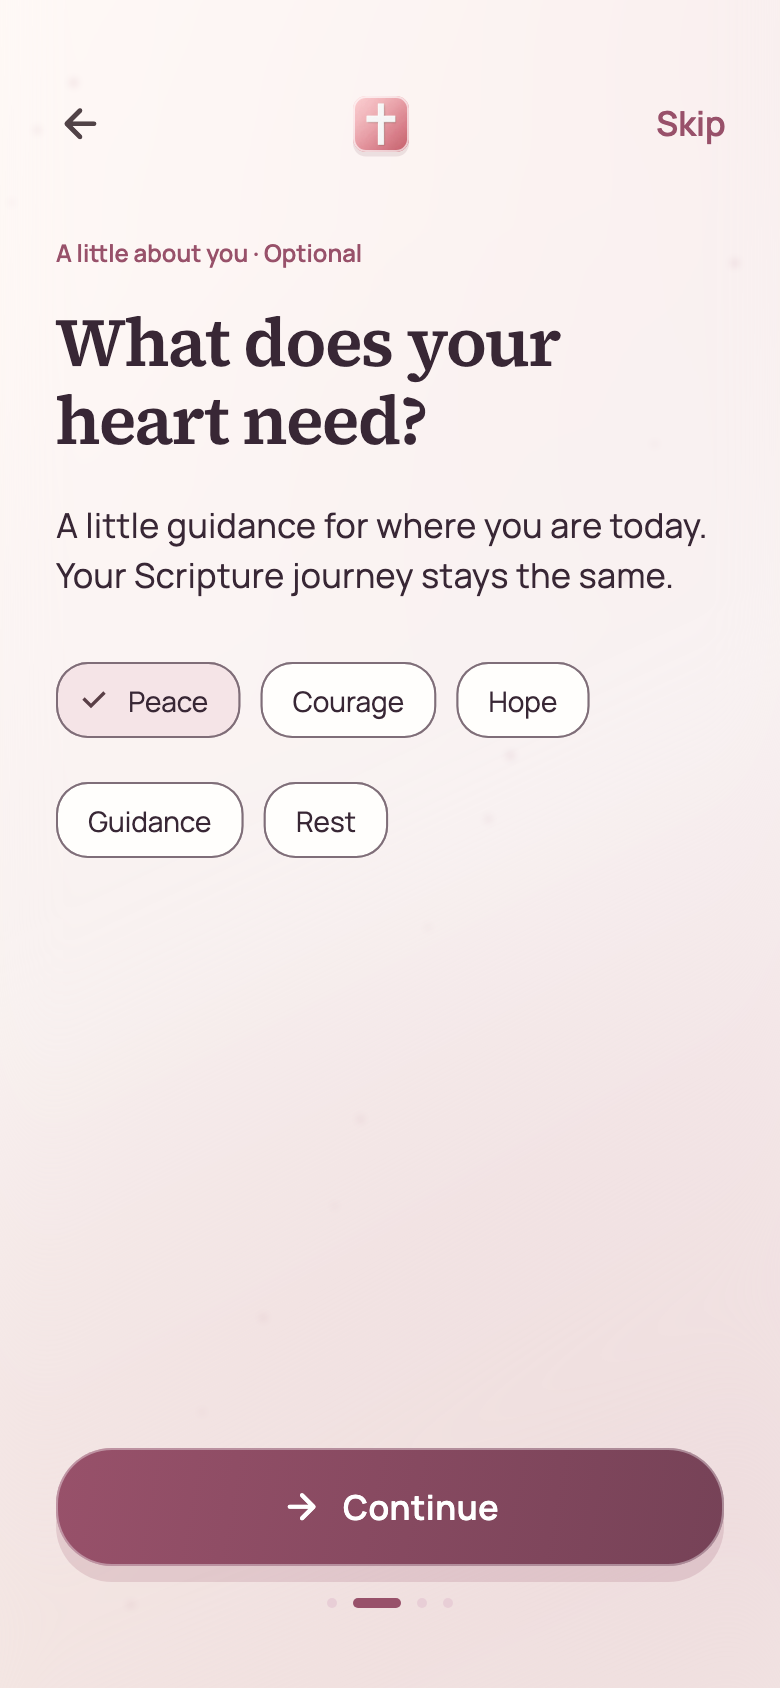 Skip
A little about you · Optional
What does your
heart need?
A little guidance for where you are today.
Your Scripture journey stays the same.
Peace
Courage
Hope
Guidance
Rest
Continue